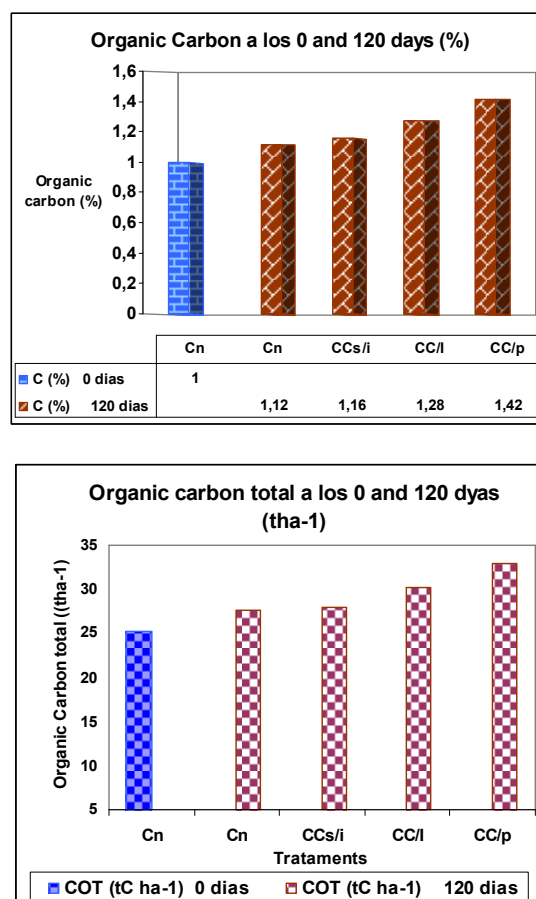 Organic Carbon a los 0 and 120 days (%)
1,6
1,4
1,2
1
0,8
0,6
0,4
0,2
0
Organic
carbon (%)
Cn Cn CCs/i CC/l CC/p
C (%) 0 dias 1
C (%) 120 dias 1,12 1,16 1,28 1,42
Organic carbon total a los 0 and 120 dyas
(tha-1)
Organic Carbon total ((tha-1)
35
30
25
20
15
10
5
Cn Cn CCs/i CC/l CC/p
Trataments
COT (tC ha-1) 0 dias COT (tC ha-1) 120 dias